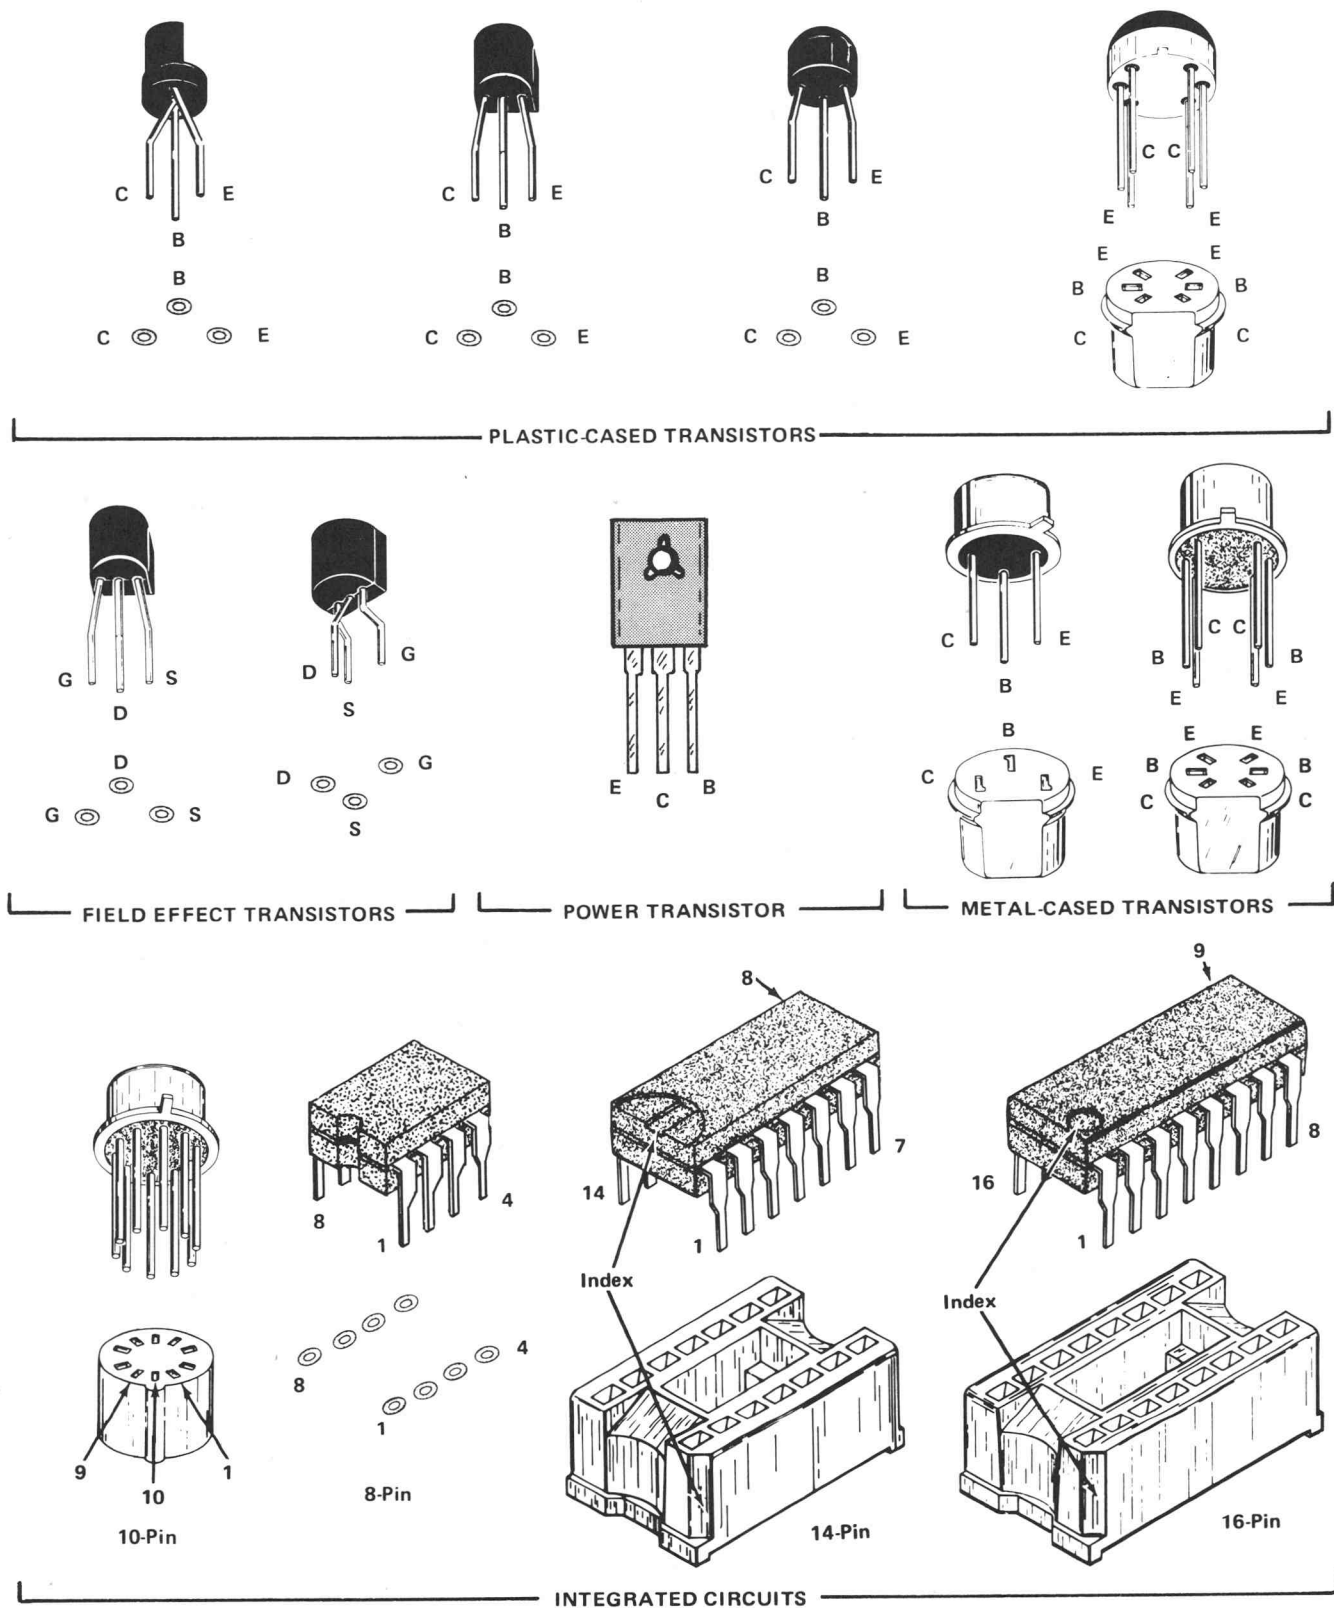 C B E
B
C E
C B E
B
C E
C B E
B
C E
C C
E E
E E
B B
C C
PLASTIC-CASED TRANSISTORS
G D S
D
G S
D S G
D G
S
E C B
C B E
B
C E
C C
B B
E E
E E
B B
C C
FIELD EFFECT TRANSISTORS
POWER TRANSISTOR
METAL-CASED TRANSISTORS
9
10
1
10-Pin
8
1
4
8
1
4
8-Pin
8
7
14
1
Index
14-Pin
9
8
16
1
Index
16-Pin
INTEGRATED CIRCUITS